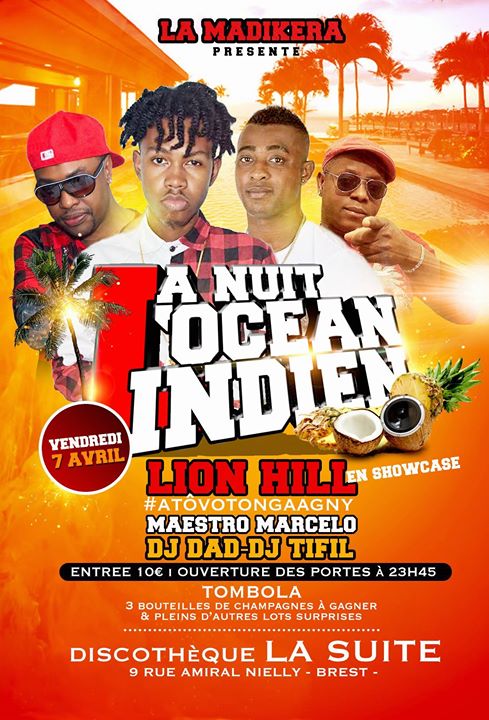 LA MADIKERA
PRESENTE
LA NUIT
L'OCEAN
INDIEN
VENDREDI
7 AVRIL
LION HILL
EN SHOWCASE
#ATÔVOTONGAAGNY
MAESTRO MARCELO
DJ DAD-DJ TIFIL
ENTREE 10€ | OUVERTURE DES PORTES À 23H45
TOMBOLA
3 BOUTEILLES DE CHAMPAGNES À GAGNER
& PLEINS D'AUTRES LOTS SURPRISES
DISCOTHÈQUE LA SUITE
9 RUE AMIRAL NIELLY - BREST -